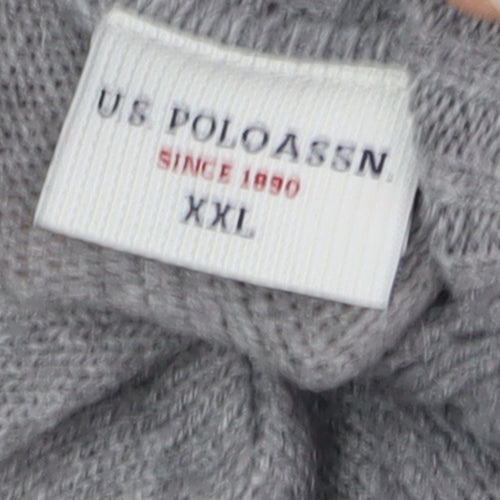 U.S. POLO ASSN.
SINCE 1890
XXL